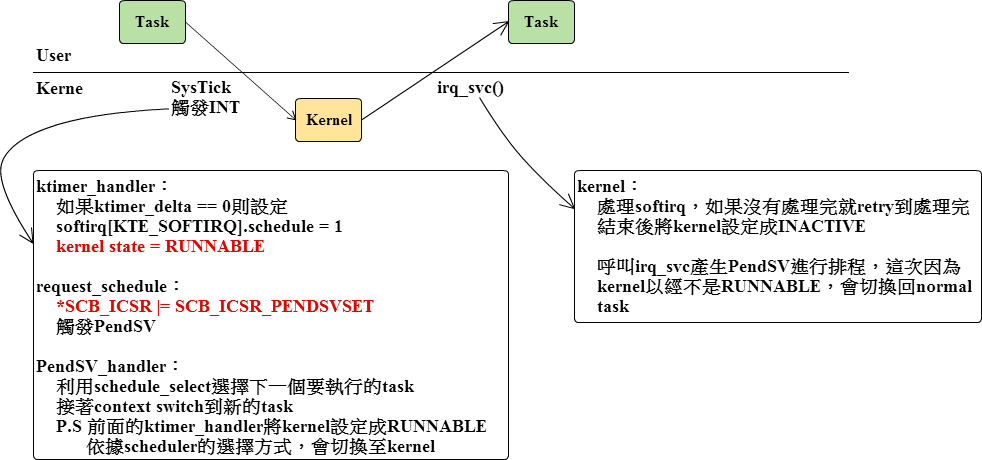 Task
Task
User
Kerne
SysTick
觸發INT
irq_svc()
Kernel
ktimer_handler：
如果ktimer_delta == 0則設定
softirq[KTE_SOFTIRQ].schedule = 1
kernel state = RUNNABLE
request_schedule：
*SCB_ICSR |= SCB_ICSR_PENDSVSET
觸發PendSV
PendSV_handler：
利用schedule_select選擇下一個要執行的task
接著context switch到新的task
P.S 前面的ktimer_handler將kernel設定成RUNNABLE
依據scheduler的選擇方式，會切換至kernel
kernel：
處理softirq，如果沒有處理完就retry到處理完
結束後將kernel設定成INACTIVE
呼叫irq_svc產生PendSV進行排程，這次因為
kernel以經不是RUNNABLE，會切換回normal
task